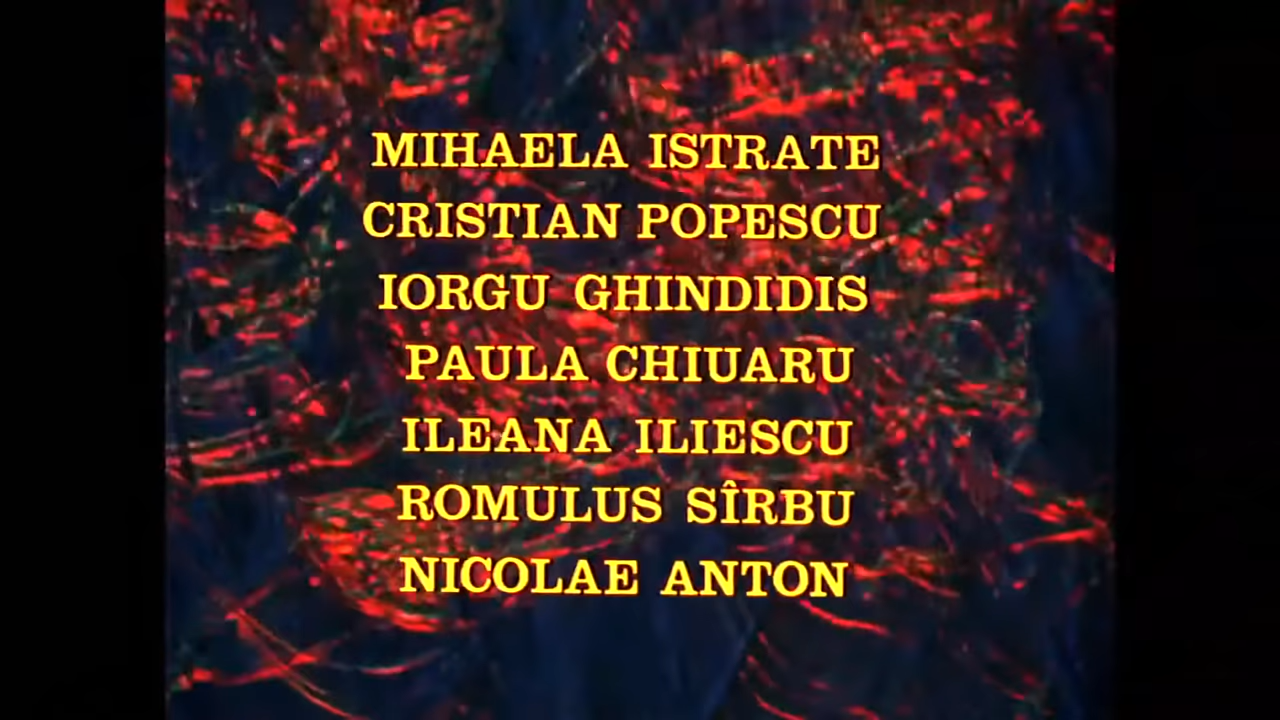 MIHAELA ISTRATE
CRISTIAN POPESCU
IORGU GHINDIDIS
PAULA CHIUARU
ILEANA ILIESCU
ROMULUS SÎRBU
NICOLAE ANTON